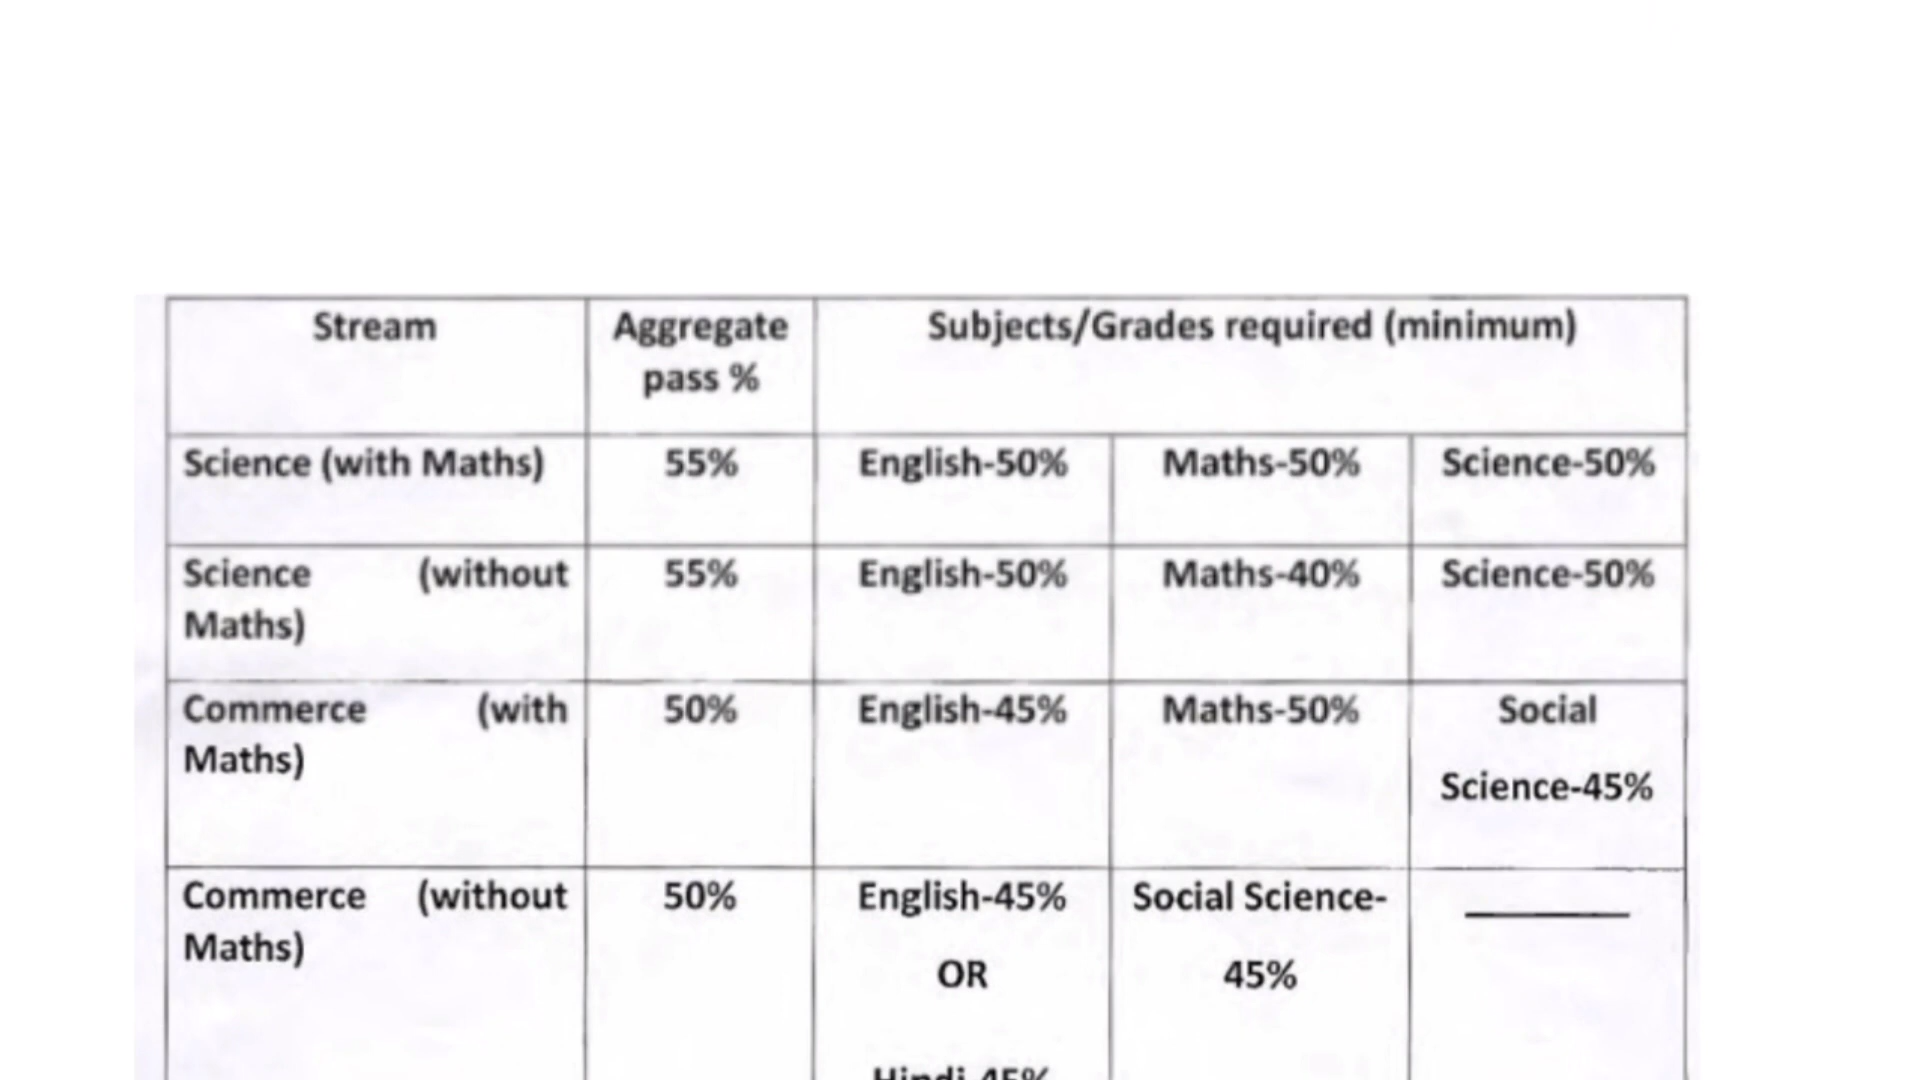 Stream Aggregate pass % Subjects/Grades required (minimum)
Science (with Maths) 55% English-50% Maths-50% Science-50%
Science (without Maths) 55% English-50% Maths-40% Science-50%
Commerce (with Maths) 50% English-45% Maths-50% Social Science-45%
Commerce (without Maths) 50% English-45% OR Hindi-45% Social Science-45%